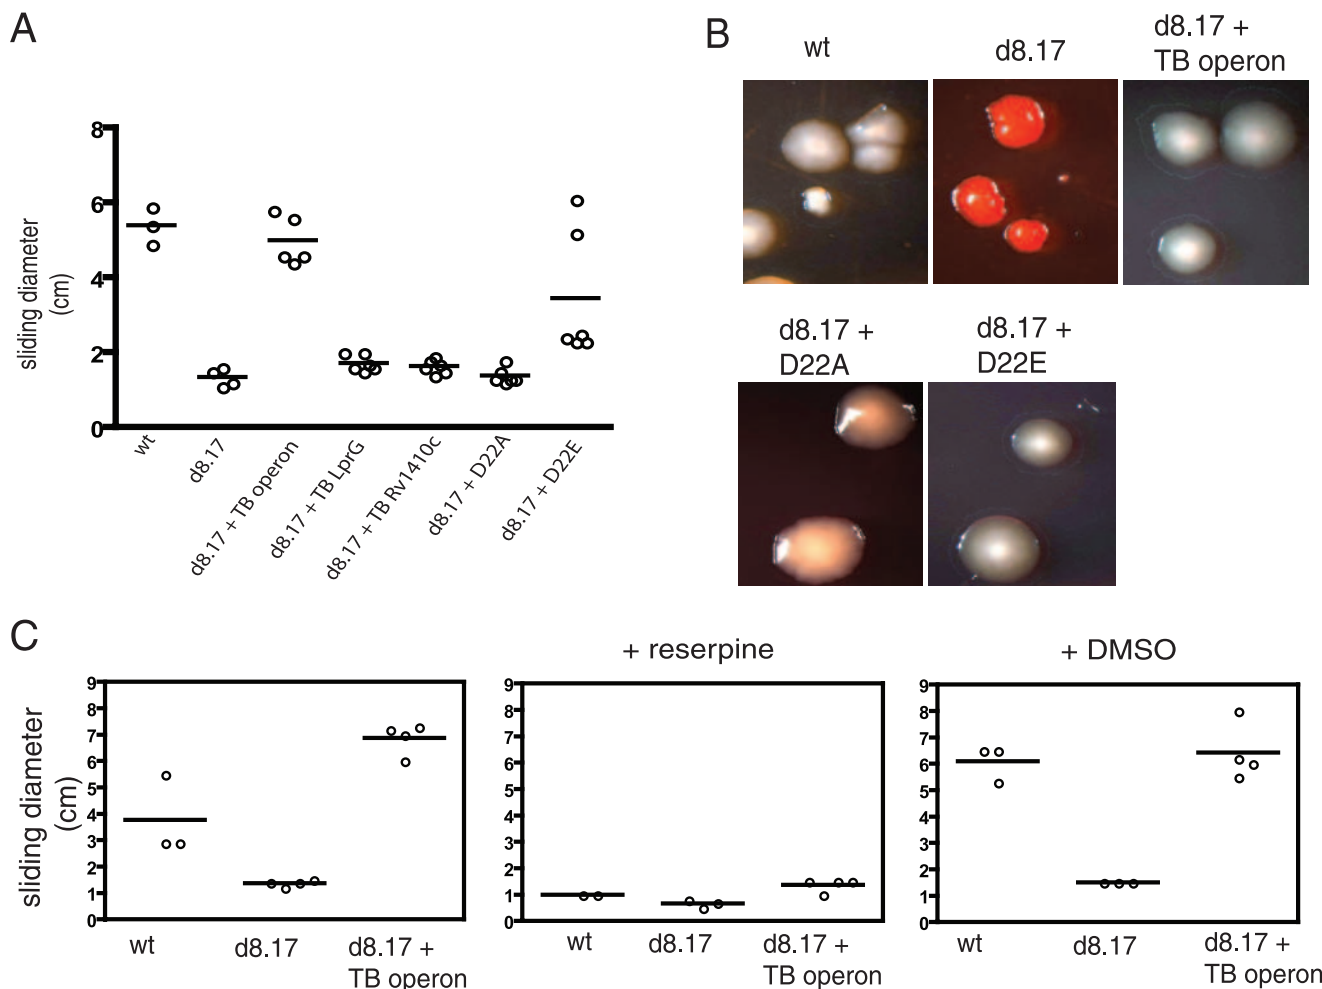 A
8
6
4
2
0
sliding diameter
(cm)
wt
d8.17
d8.17 + TB operon
d8.17 + TB LprG
d8.17 + TB Rv1410c
d8.17 + D22A
d8.17 + D22E
B
wt
d8.17
d8.17 +
TB operon
d8.17 +
D22A
d8.17 +
D22E
C
sliding diameter
(cm)
9
8
7
6
5
4
3
2
1
0
wt
d8.17
d8.17 +
TB operon
+ reserpine
9
8
7
6
5
4
3
2
1
0
wt
d8.17
d8.17 +
TB operon
+ DMSO
9
8
7
6
5
4
3
2
1
0
wt
d8.17
d8.17 +
TB operon